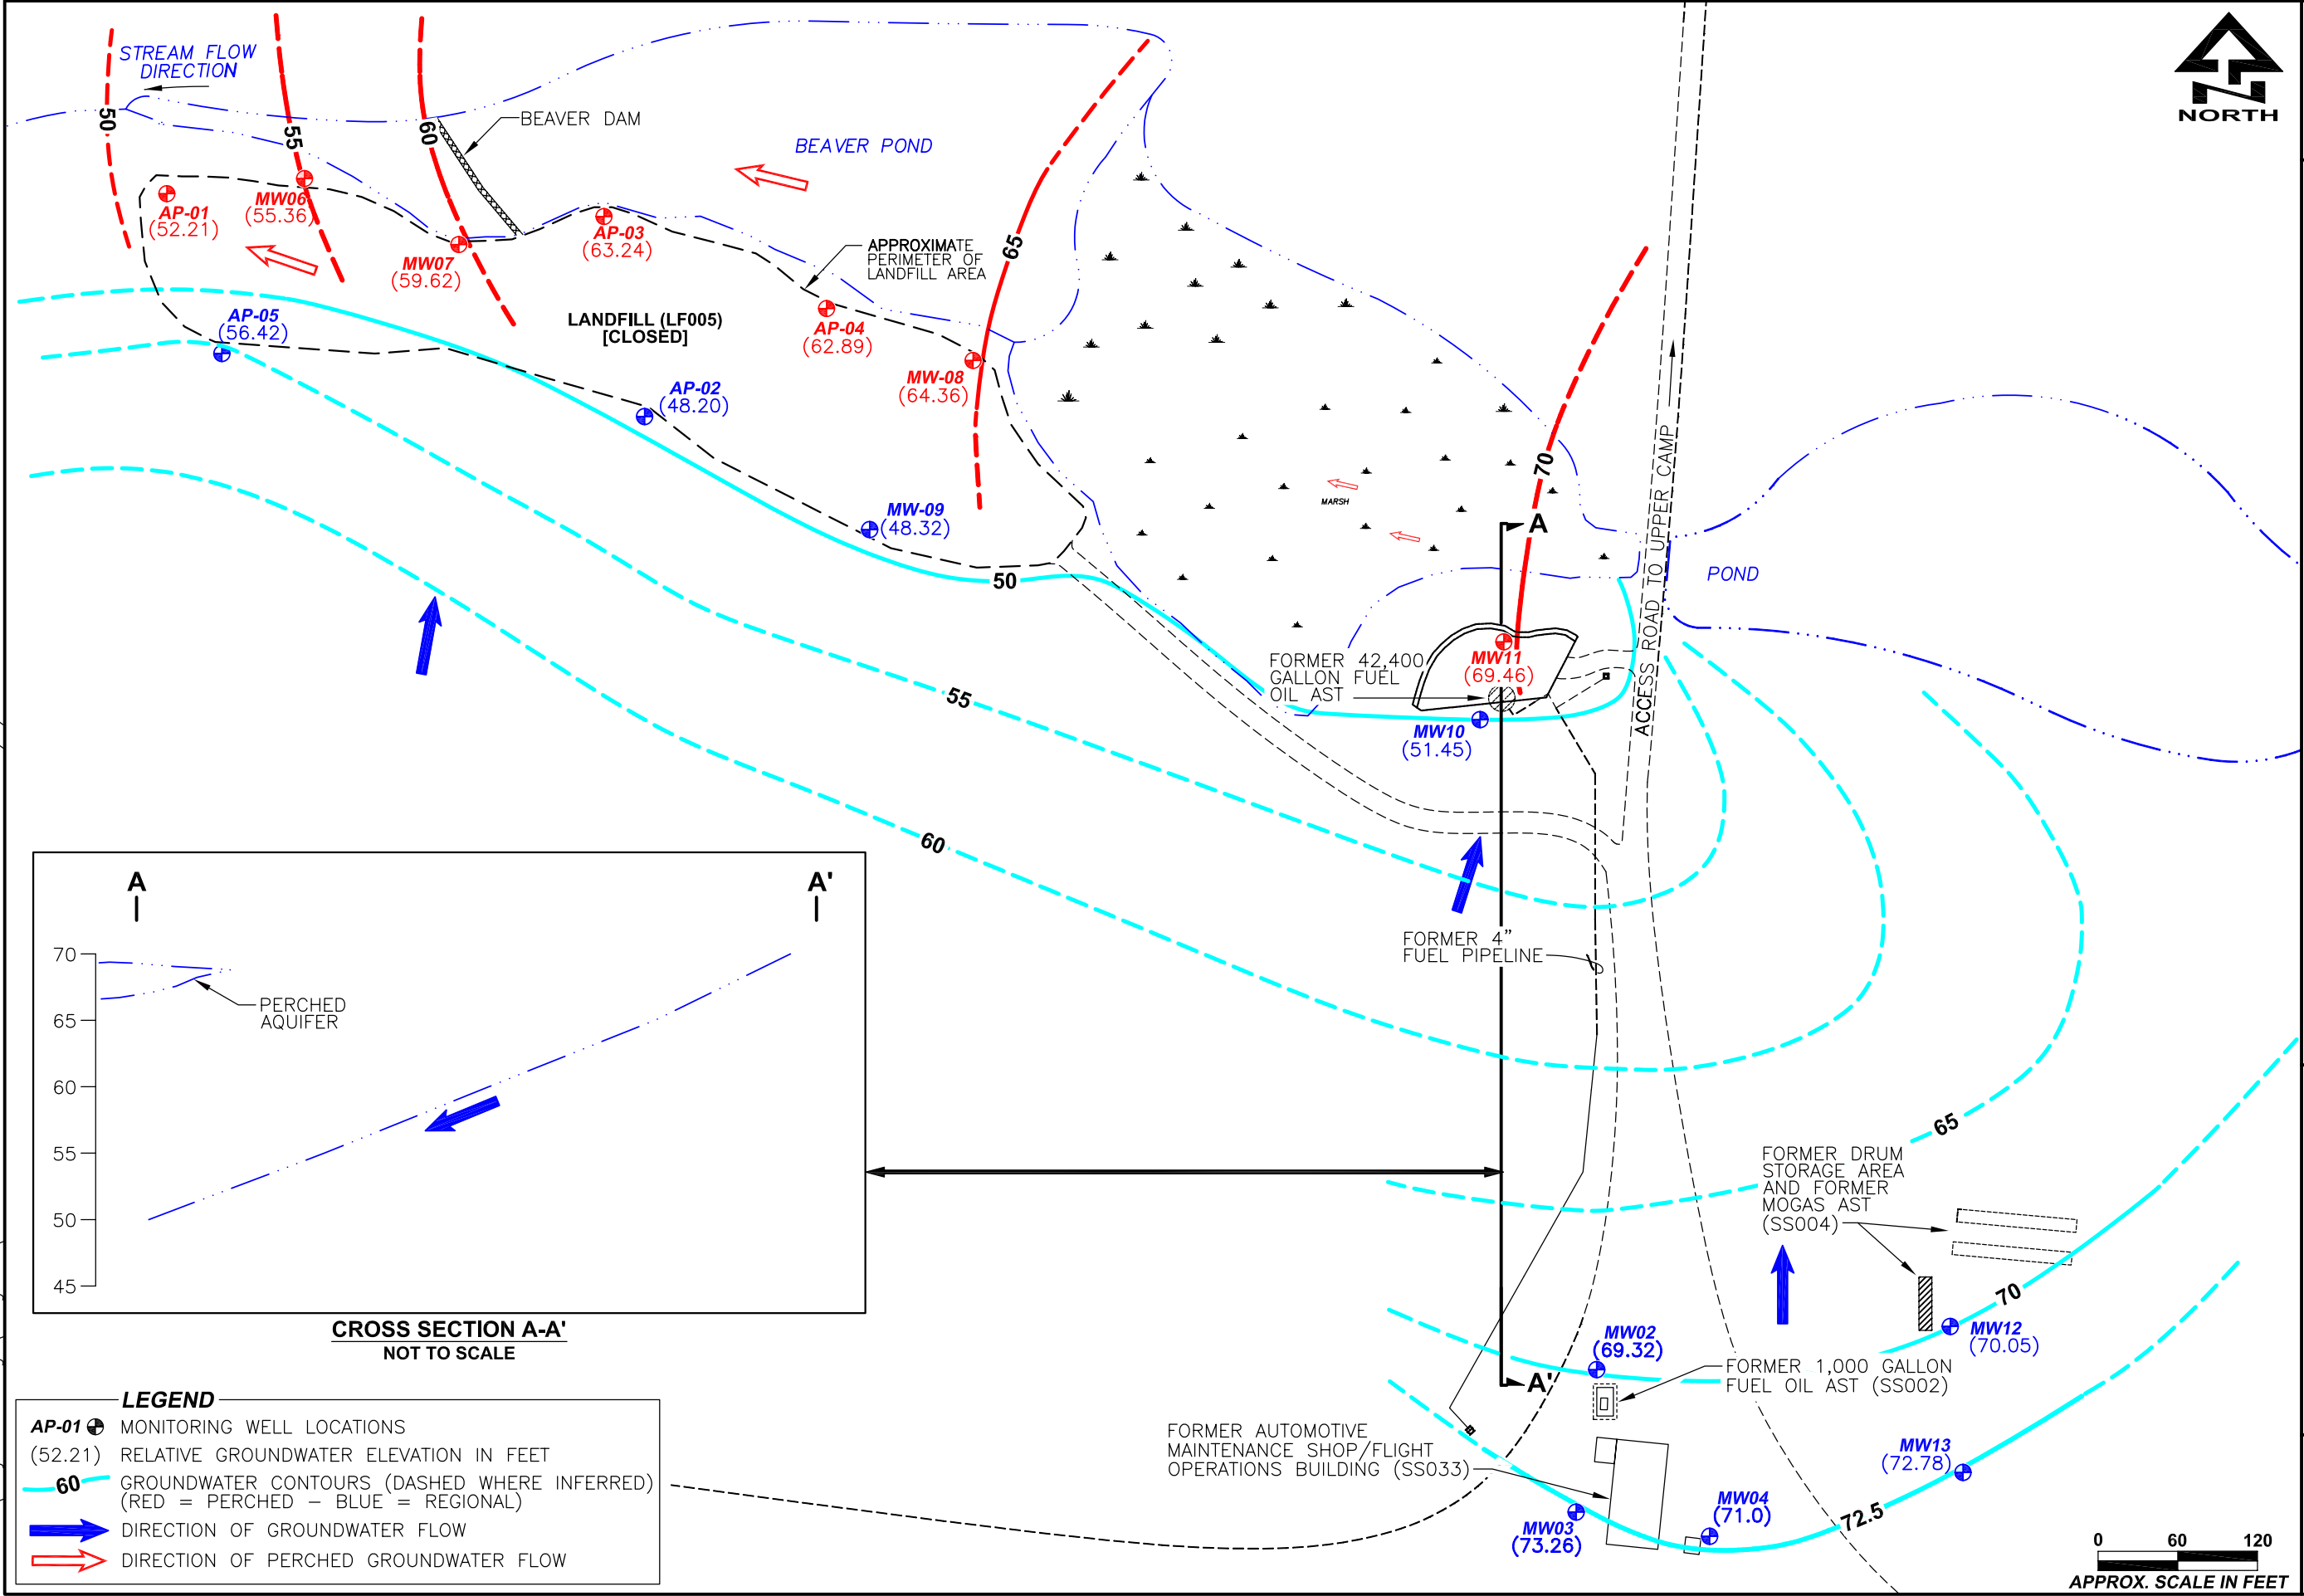 STREAM FLOW
DIRECTION
50
55
60
BEAVER DAM
BEAVER POND
NORTH
AP-01
(52.21)
MW06
(55.36)
MW07
(59.62)
AP-03
(63.24)
APPROXIMATE
PERIMETER OF
LANDFILL AREA
65
AP-05
(56.42)
LANDFILL (LF005)
[CLOSED]
AP-04
(62.89)
MW-08
(64.36)
AP-02
(48.20)
MW-09
(48.32)
70
MARSH
A
ACCESS ROAD TO UPPER CAMP
POND
50
55
60
FORMER 42,400
GALLON FUEL
OIL AST
MW11
(69.46)
MW10
(51.45)
FORMER 4”
FUEL PIPELINE
A
A'
70
65
60
55
50
45
PERCHED
AQUIFER
CROSS SECTION A-A'
NOT TO SCALE
65
FORMER DRUM
STORAGE AREA
AND FORMER
MOGAS AST
(SS004)
70
MW12
(70.05)
MW02
(69.32)
A'
FORMER 1,000 GALLON
FUEL OIL AST (SS002)
FORMER AUTOMOTIVE
MAINTENANCE SHOP/FLIGHT
OPERATIONS BUILDING (SS033)
MW13
(72.78)
MW04
(71.0)
72.5
MW03
(73.26)
LEGEND
AP-01 MONITORING WELL LOCATIONS
(52.21) RELATIVE GROUNDWATER ELEVATION IN FEET
60 GROUNDWATER CONTOURS (DASHED WHERE INFERRED)
(RED = PERCHED - BLUE = REGIONAL)
DIRECTION OF GROUNDWATER FLOW
DIRECTION OF PERCHED GROUNDWATER FLOW
0 60 120
APPROX. SCALE IN FEET